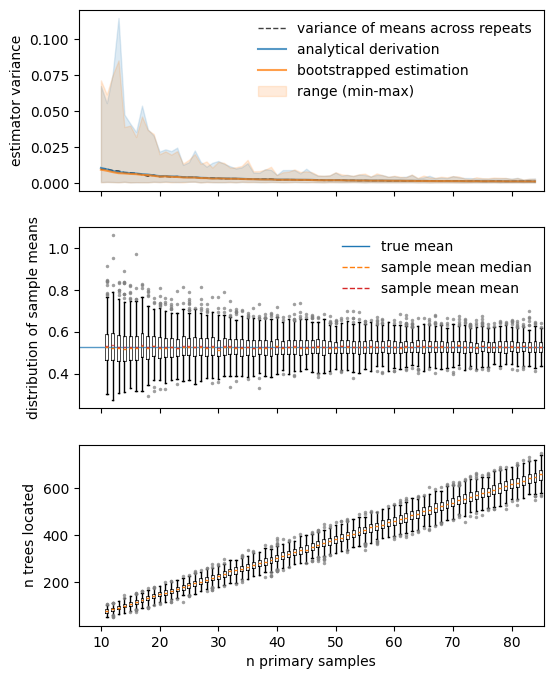 0.100
0.075
0.050
0.025
0.000
estimator variance
variance of means across repeats
analytical derivation
bootstrapped estimation
range (min-max)
1.0
0.8
0.6
0.4
distribution of sample means
true mean
sample mean median
sample mean mean
600
400
200
n trees located
10 20 30 40 50 60 70 80
n primary samples